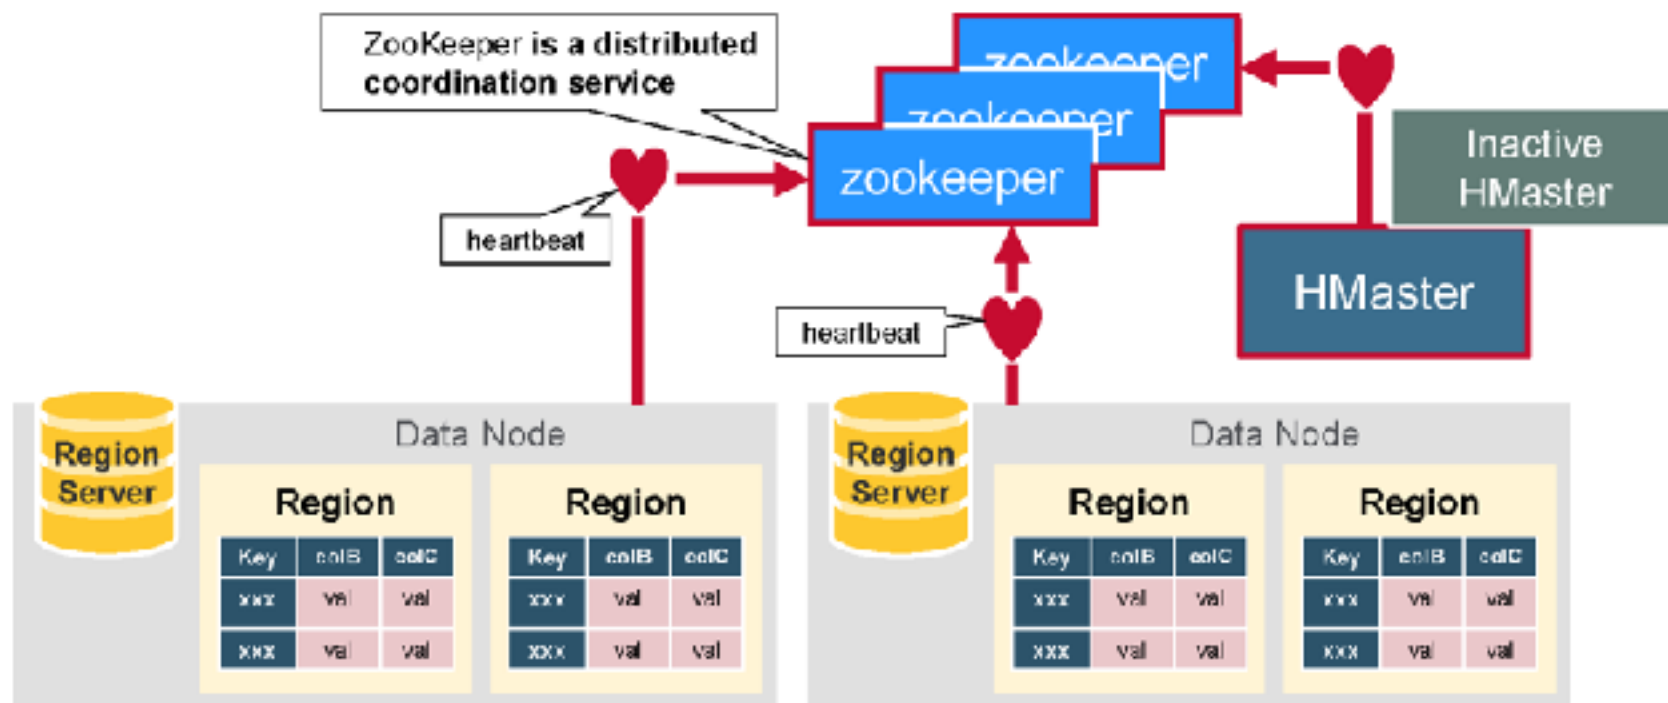 ZooKeeper is a distributed
coordination service
zookeeper
zookeeper
zookeeper
Inactive
HMaster
HMaster
heartbeat
heartbeat
Region
Server
Data Node
Region
Key colB colC
xxx val val
xxx val val
Region
Key colB colC
xxx val val
xxx val val
Region
Server
Data Node
Region
Key colB colC
xxx val val
xxx val val
Region
Key colB colC
xxx val val
xxx val val